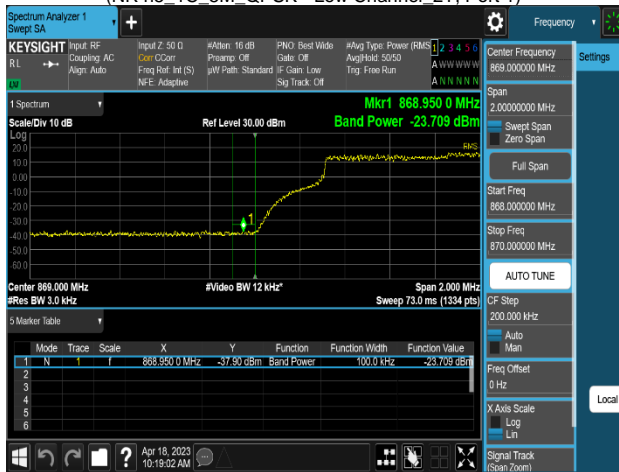 Spectrum Analyzer 1
Swept SA
Frequency
KEYSIGHT Input: RF
RL Coupling: AC
Align: Auto
Input Z: 50 Ω
Corr CCorr
Freq Ref: Int (S)
NFE: Adaptive
#Atten: 16 dB
Preamp: Off
µW Path: Standard
PNO: Best Wide
Gate: Off
IF Gain: Low
Sig Track: Off
#Avg Type: Power (RMS
Avg|Hold: 50/50
Trig: Free Run
1 2 3 4 5 6
A W W W W W
A N N N N N
1 Spectrum
Scale/Div 10 dB
Ref Level 30.00 dBm
Mkr1 868.950 0 MHz
Band Power -23.709 dBm
Log
RMS
20.0
10.0
0.00
-10.0
-20.0
-30.0
-40.0
-50.0
-60.0
1
Center 869.000 MHz
#Video BW 12 kHz*
Span 2.000 MHz
#Res BW 3.0 kHz
Sweep 73.0 ms (1334 pts)
5 Marker Table
Mode Trace Scale X Y Function Function Width Function Value
1 N 1 f 868.950 0 MHz -37.90 dBm Band Power 100.0 kHz -23.709 dBm
2
3
4
5
6
Apr 18, 2023
10:19:02 AM
Center Frequency
869.000000 MHz
Settings
Span
2.00000000 MHz
Swept Span
Zero Span
Full Span
Start Freq
868.000000 MHz
Stop Freq
870.000000 MHz
AUTO TUNE
CF Step
200.000 kHz
Auto
Man
Freq Offset
0 Hz
X Axis Scale
Log
Lin
Local
Signal Track
(Span Zoom)